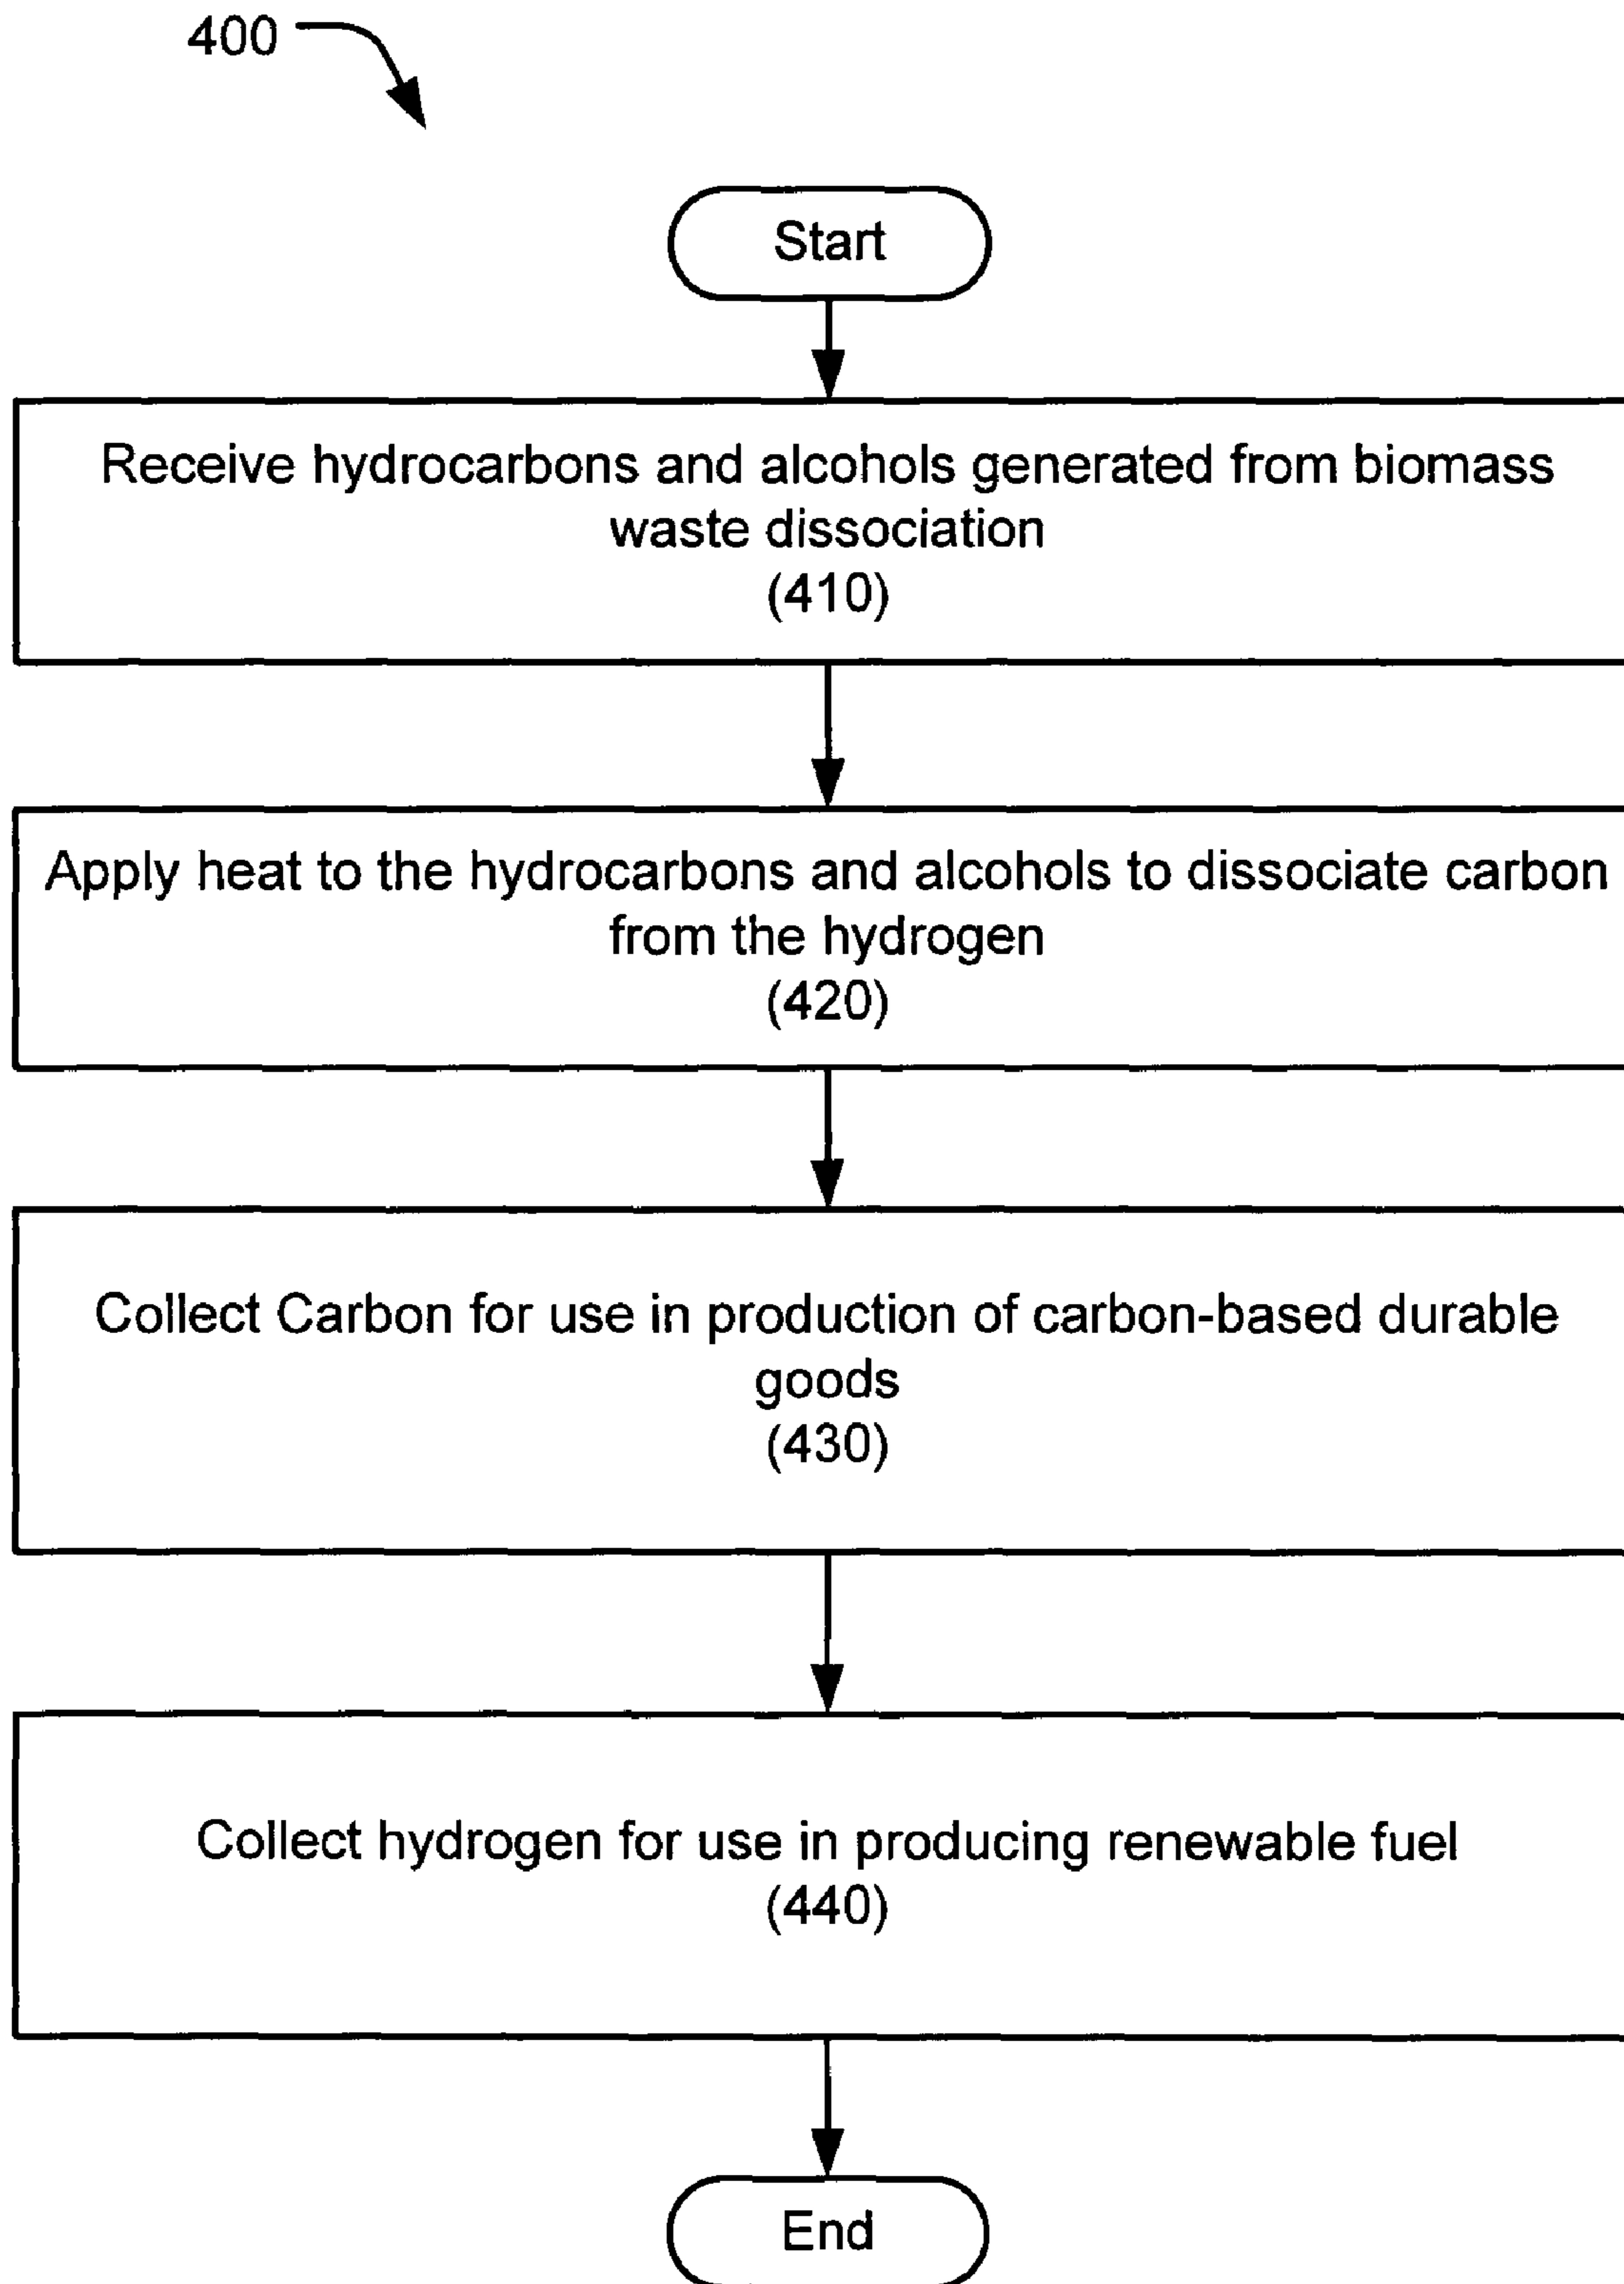 400
Start
Receive hydrocarbons and alcohols generated from biomass
waste dissociation
(410)
Apply heat to the hydrocarbons and alcohols to dissociate carbon
from the hydrogen
(420)
Collect Carbon for use in production of carbon-based durable
goods
(430)
Collect hydrogen for use in producing renewable fuel
(440)
End